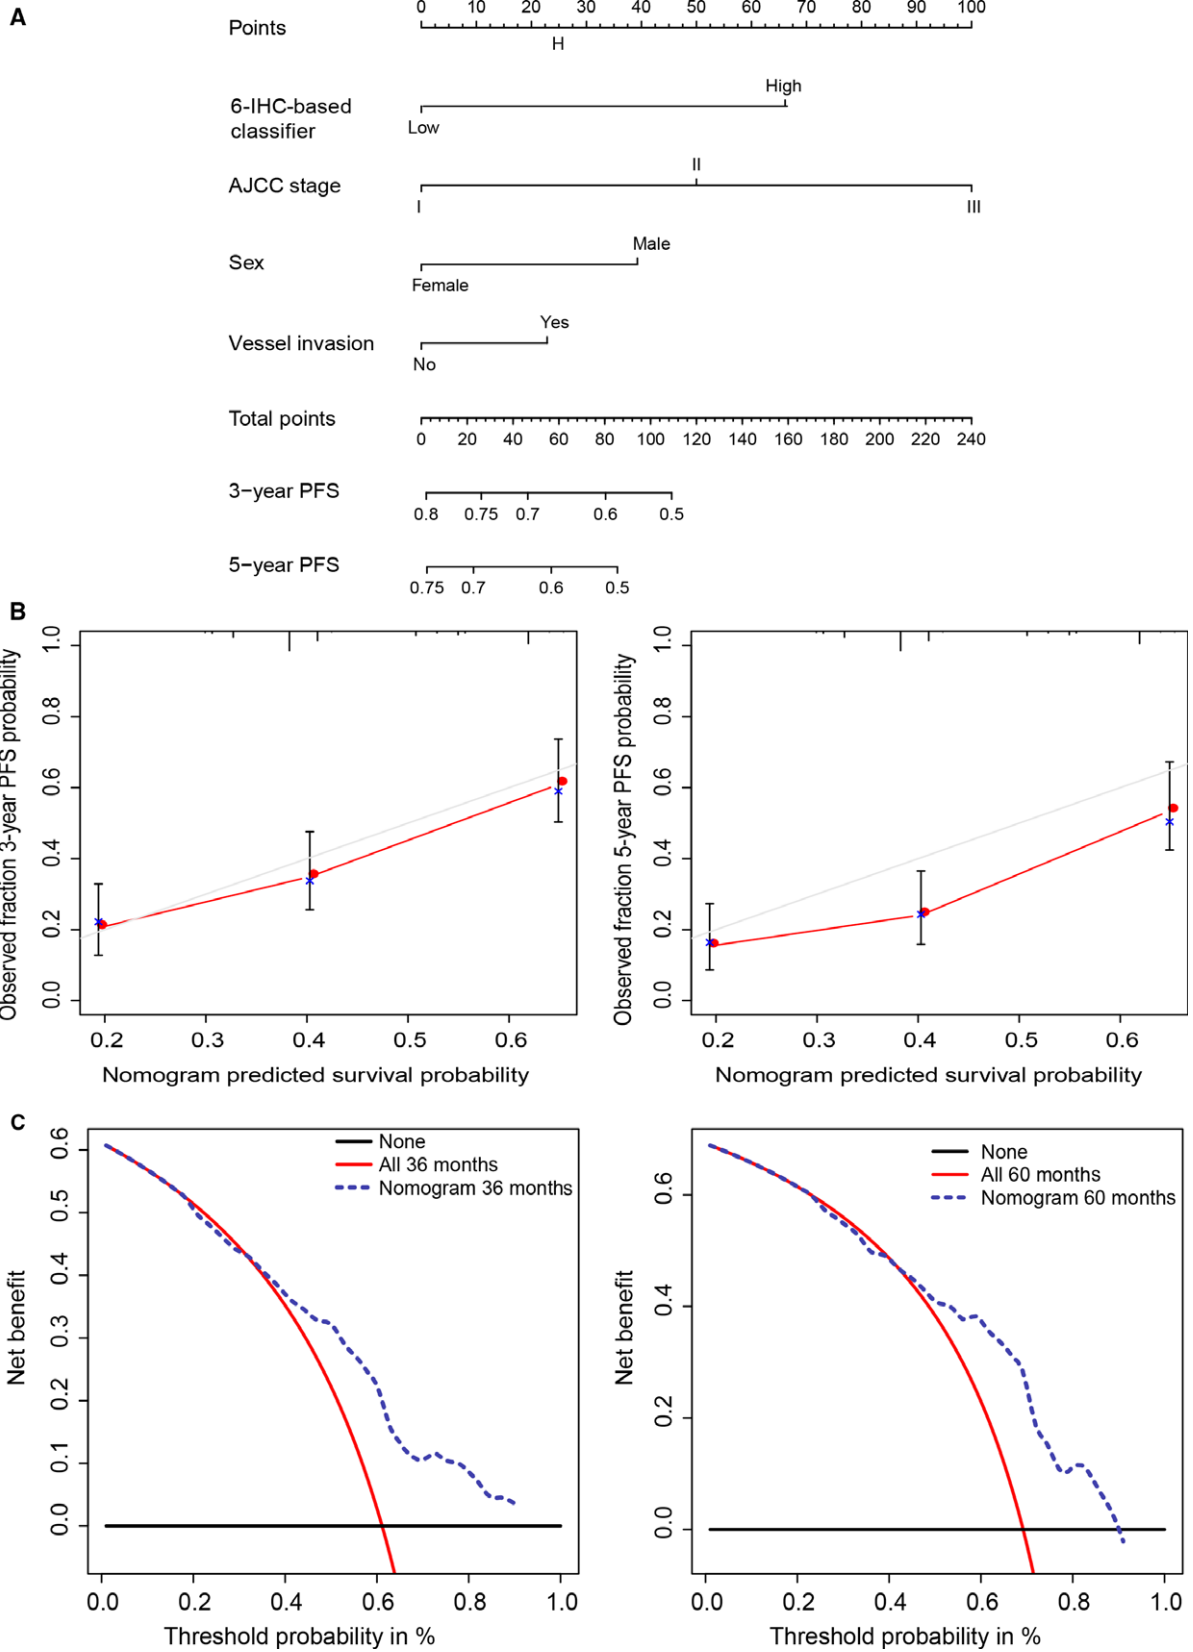 A
Points
0 10 20 30 40 50 60 70 80 90 100
H
6-IHC-based
classifier
High
Low
AJCC stage
II
I
III
Sex
Male
Female
Vessel invasion
Yes
No
Total points
0 20 40 60 80 100 120 140 160 180 200 220 240
3−year PFS
0.8 0.75 0.7 0.6 0.5
5−year PFS
0.75 0.7 0.6 0.5
B
Observed fraction 3-year PFS probability
1.0
0.8
0.6
0.4
0.2
0.0
0.2 0.3 0.4 0.5 0.6
Nomogram predicted survival probability
Observed fraction 5-year PFS probability
1.0
0.8
0.6
0.4
0.2
0.0
0.2 0.3 0.4 0.5 0.6
Nomogram predicted survival probability
C
Net benefit
0.6
0.5
0.4
0.3
0.2
0.1
0.0
None
All 36 months
Nomogram 36 months
0.0 0.2 0.4 0.6 0.8 1.0
Threshold probability in %
Net benefit
0.6
0.4
0.2
0.0
None
All 60 months
Nomogram 60 months
0.0 0.2 0.4 0.6 0.8 1.0
Threshold probability in %